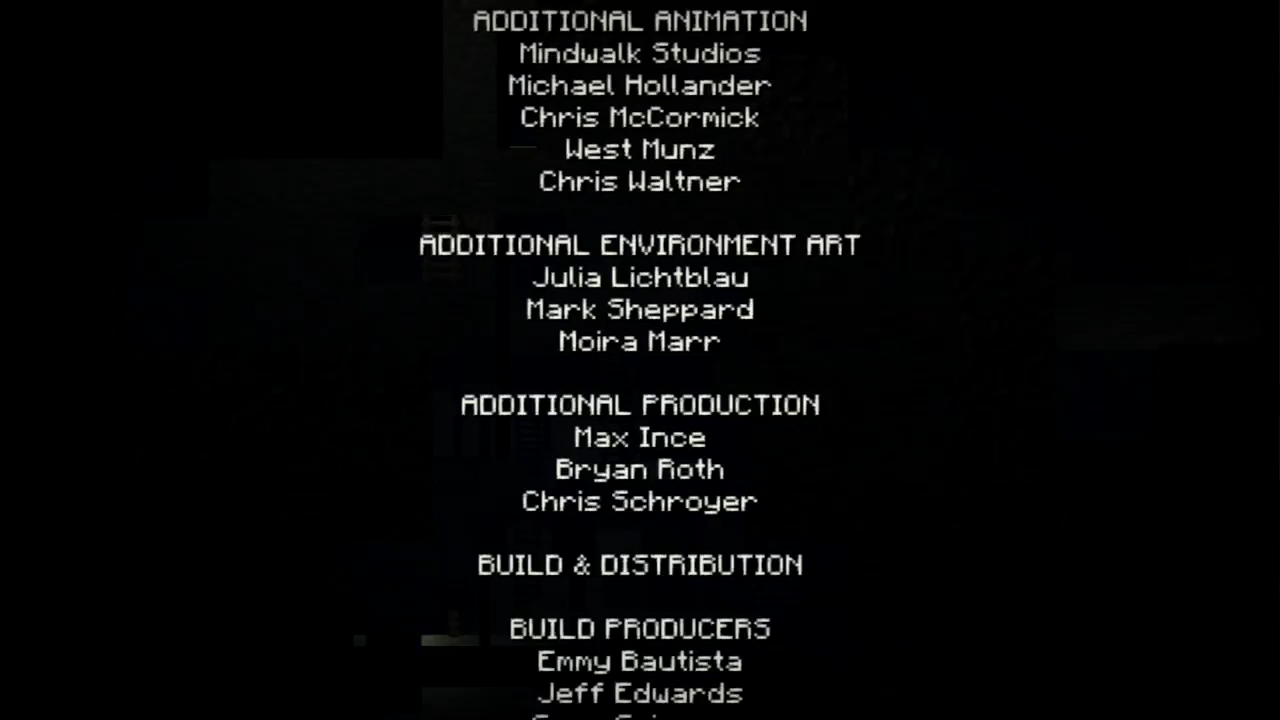 ADDITIONAL ANIMATION
Mindwalk Studios
Michael Hollander
Chris McCormick
West Munz
Chris Waltner
ADDITIONAL ENVIRONMENT ART
Julia Lichtblau
Mark Sheppard
Moira Marr
ADDITIONAL PRODUCTION
Max Ince
Bryan Roth
Chris Schroyer
BUILD & DISTRIBUTION
BUILD PRODUCERS
Emmy Bautista
Jeff Edwards